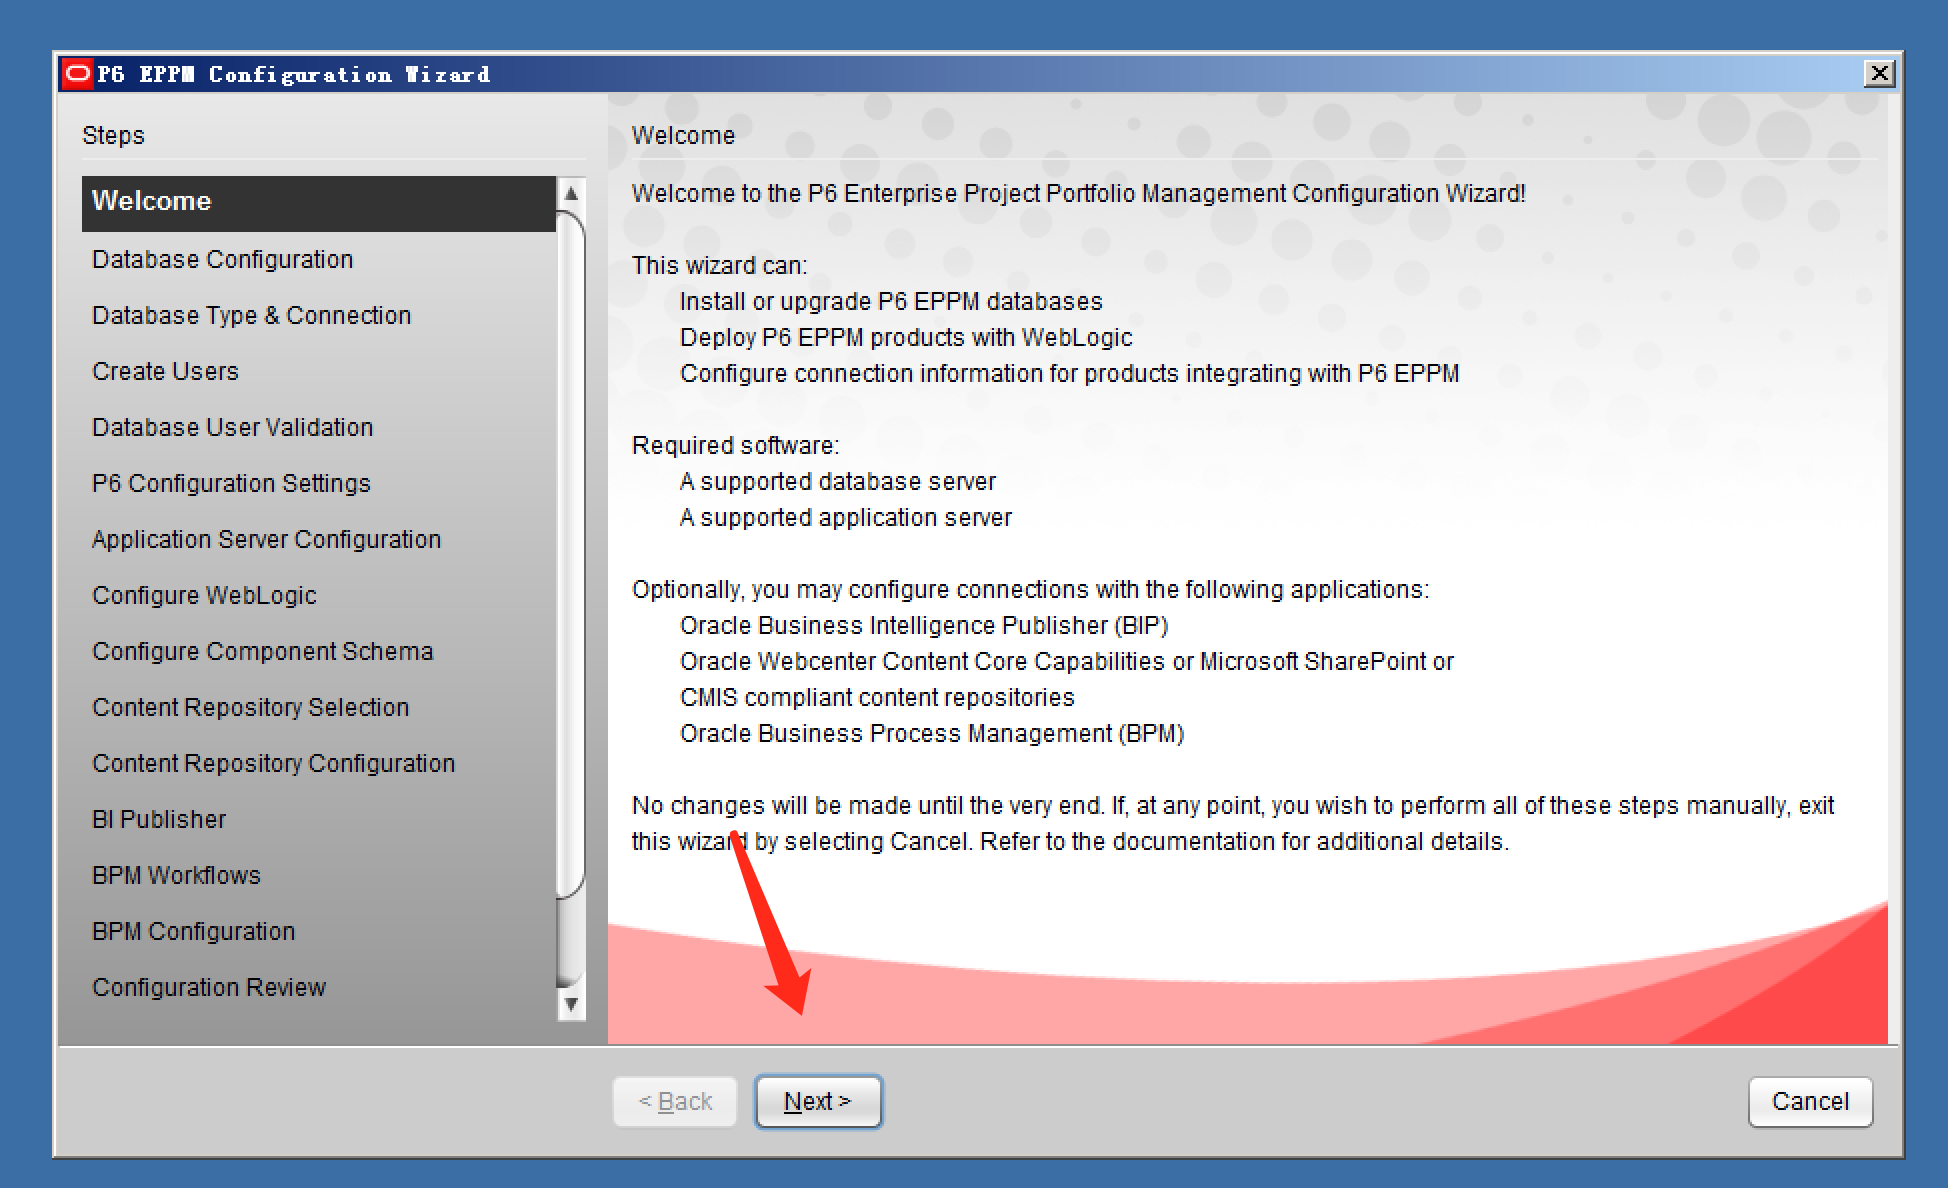 P6 EPPM Configuration Wizard
Steps
Welcome
Database Configuration
Database Type & Connection
Create Users
Database User Validation
P6 Configuration Settings
Application Server Configuration
Configure WebLogic
Configure Component Schema
Content Repository Selection
Content Repository Configuration
BI Publisher
BPM Workflows
BPM Configuration
Configuration Review
Welcome
Welcome to the P6 Enterprise Project Portfolio Management Configuration Wizard!
This wizard can:
Install or upgrade P6 EPPM databases
Deploy P6 EPPM products with WebLogic
Configure connection information for products integrating with P6 EPPM
Required software:
A supported database server
A supported application server
Optionally, you may configure connections with the following applications:
Oracle Business Intelligence Publisher (BIP)
Oracle Webcenter Content Core Capabilities or Microsoft SharePoint or
CMIS compliant content repositories
Oracle Business Process Management (BPM)
No changes will be made until the very end. If, at any point, you wish to perform all of these steps manually, exit
this wizard by selecting Cancel. Refer to the documentation for additional details.
< Back
Next >
Cancel